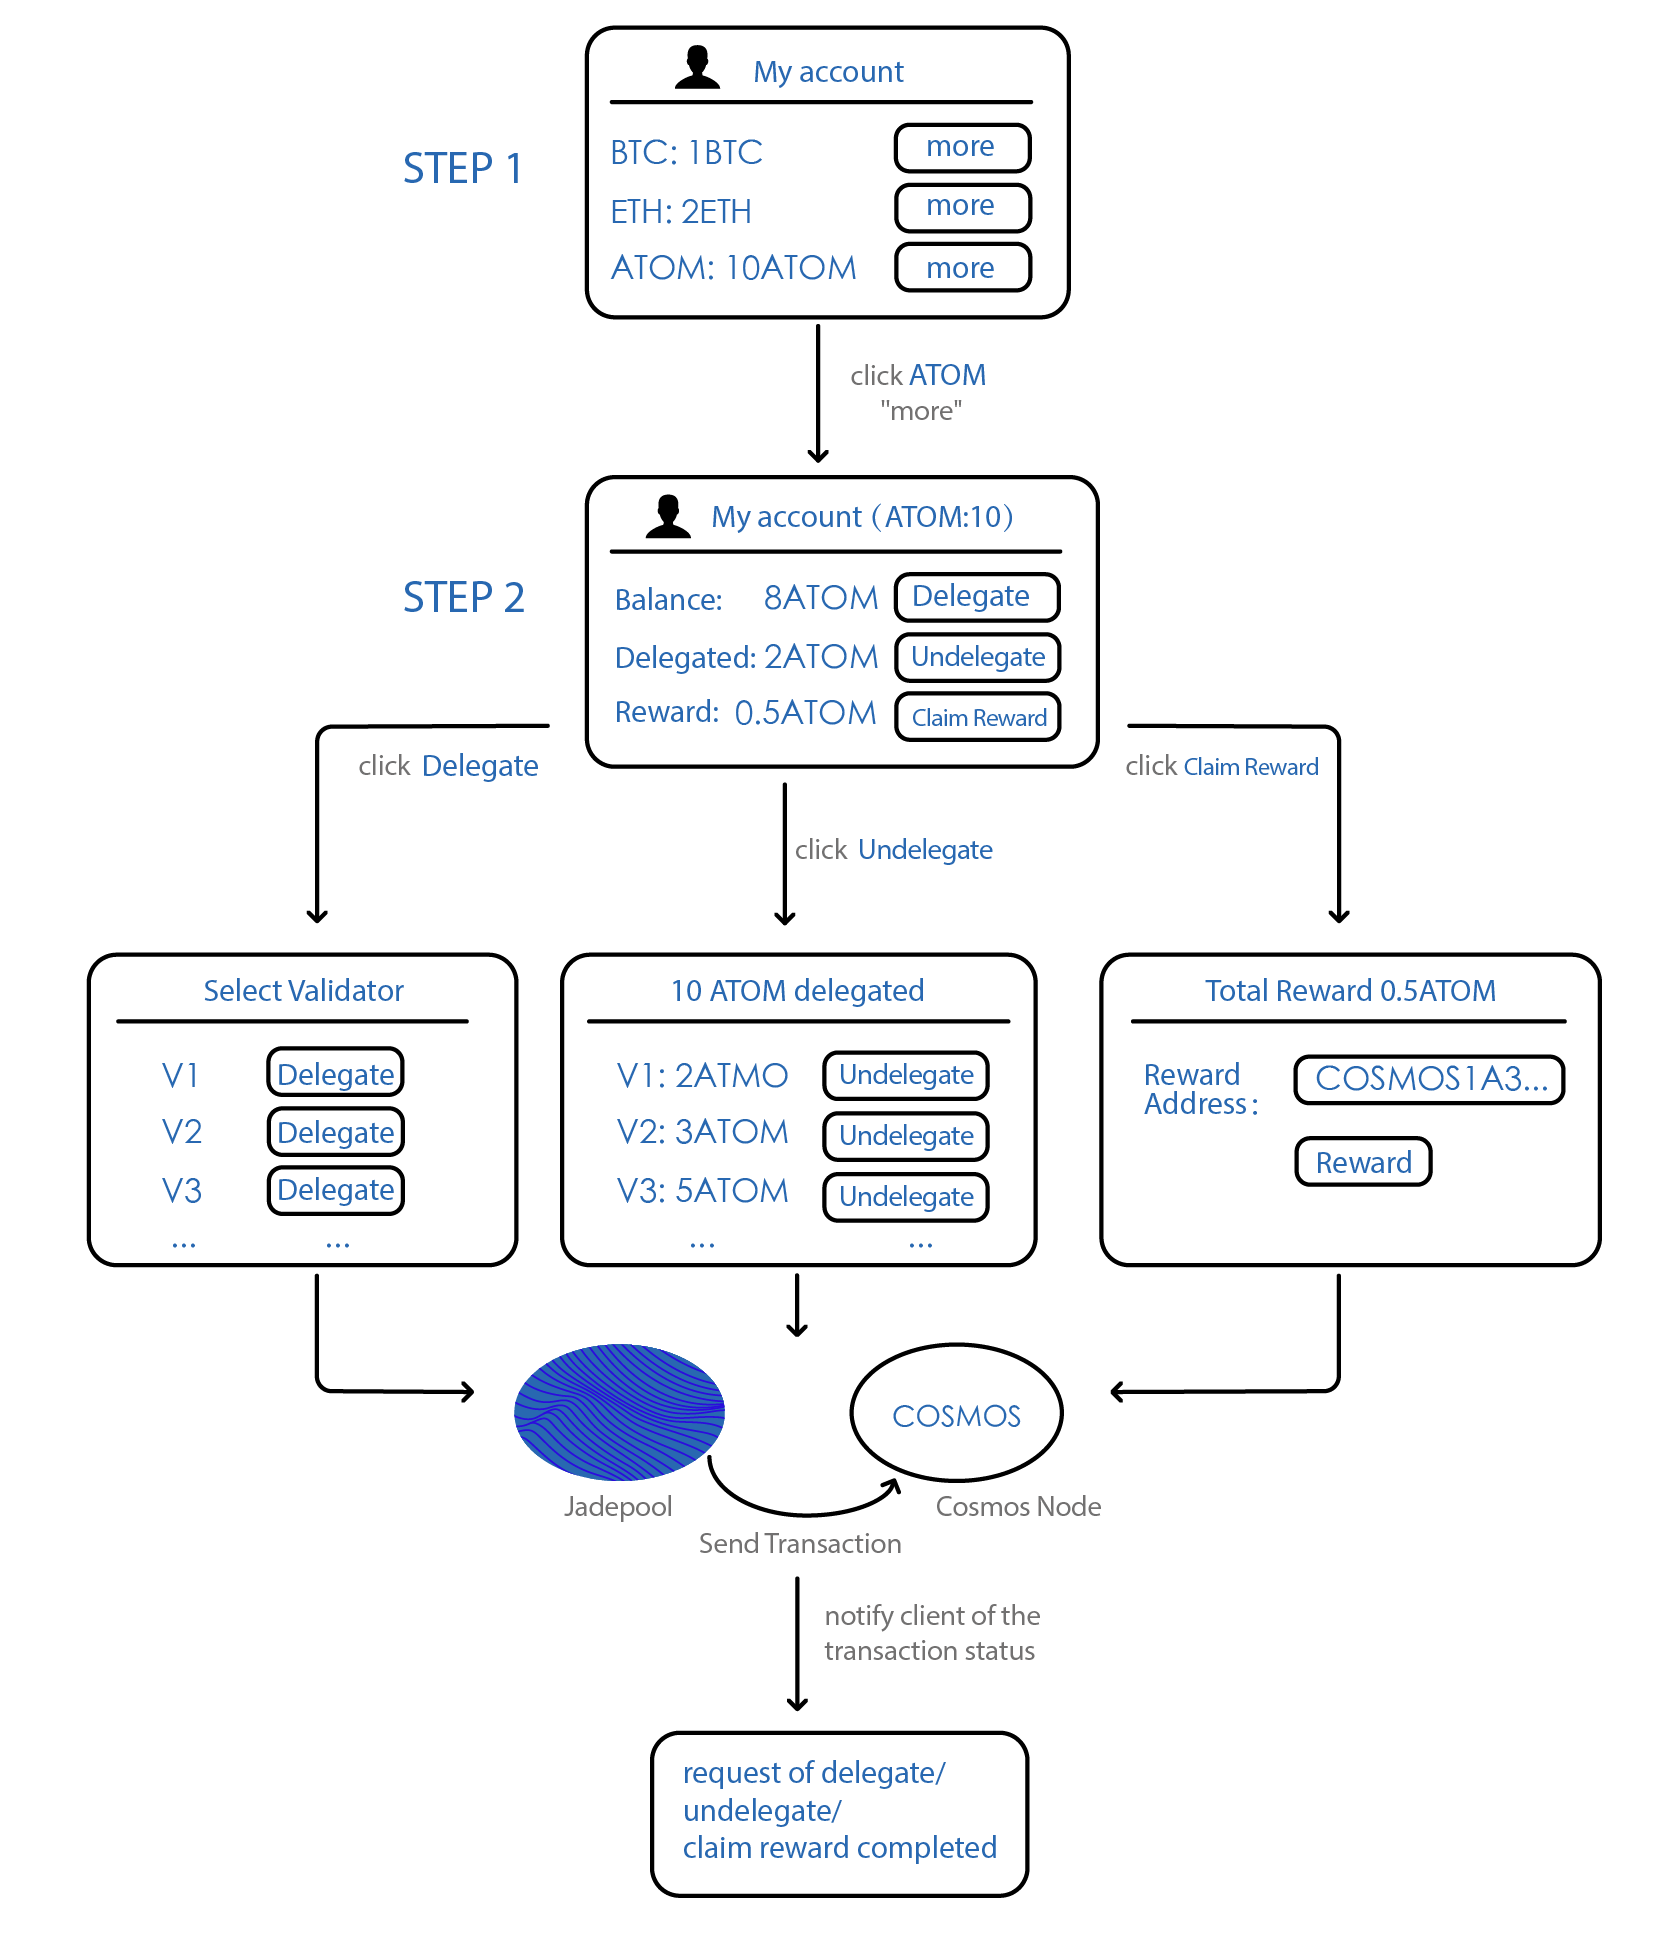 My account
STEP 1
BTC: 1BTC more
ETH: 2ETH more
ATOM: 10ATOM more
click ATOM
"more"
My account（ATOM:10）
STEP 2
Balance: 8ATOM Delegate
Delegated: 2ATOM Undelegate
Reward: 0.5ATOM Claim Reward
click Delegate
click Claim Reward
click Undelegate
Select Validator
V1 Delegate
V2 Delegate
V3 Delegate
... ...
10 ATOM delegated
V1: 2ATMO Undelegate
V2: 3ATOM Undelegate
V3: 5ATOM Undelegate
... ...
Total Reward 0.5ATOM
Reward
Address: COSMOS1A3...
Reward
COSMOS
Jadepool
Cosmos Node
Send Transaction
notify client of the
transaction status
request of delegate/
undelegate/
claim reward completed